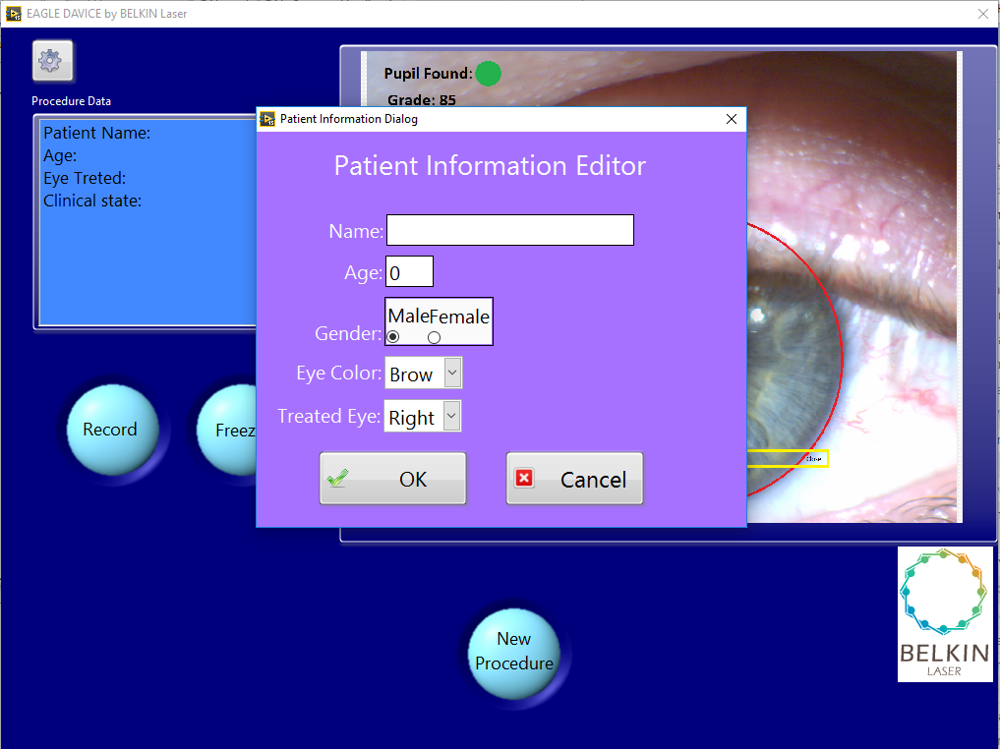 EAGLE DAVICE by BELKIN Laser
Procedure Data
Patient Name:
Age:
Eye Treted:
Clinical state:
Pupil Found:
Grade: 85
Patient Information Dialog
Patient Information Editor
Name:
Age: 0
Gender: Male Female
Eye Color: Brow
Treated Eye: Right
OK Cancel
Close
Record
Freez
New
Procedure
BELKIN
LASER